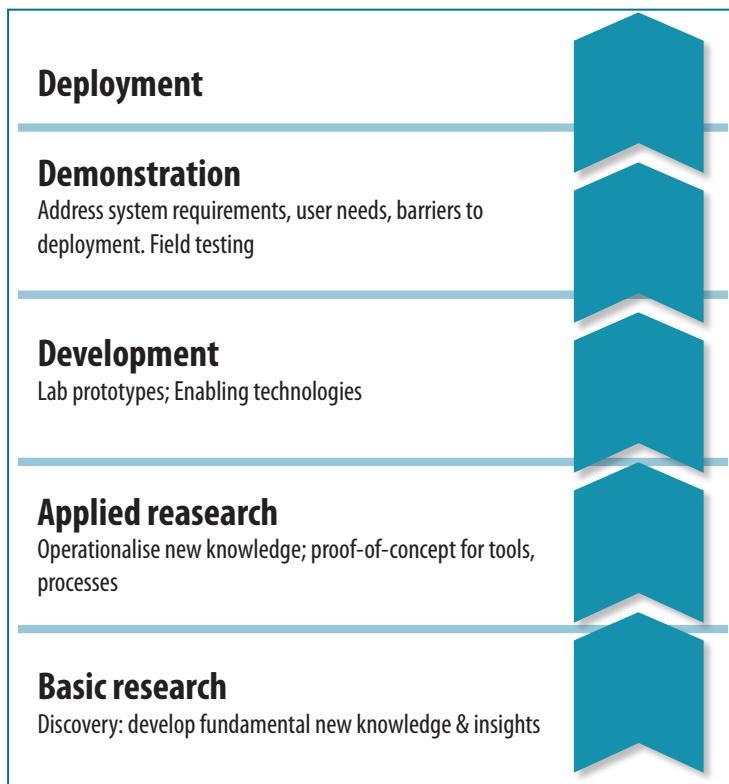 Deployment
Demonstration
Address system requirements, user needs, barriers to
deployment. Field testing
Development
Lab prototypes; Enabling technologies
Applied reasearch
Operationalise new knowledge; proof-of-concept for tools,
processes
Basic research
Discovery: develop fundamental new knowledge & insights